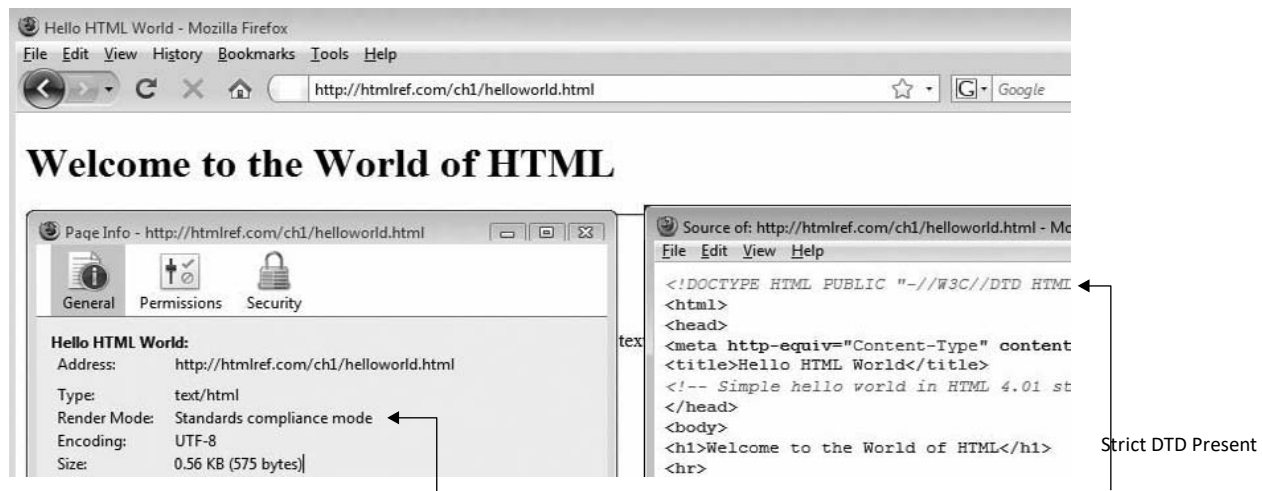 Hello HTML World - Mozilla Firefox
File Edit View History Bookmarks Tools Help
http://htmlref.com/ch1/helloworld.html
G Google
Welcome to the World of HTML
Page Info - http://htmlref.com/ch1/helloworld.html
General Permissions Security
Hello HTML World:
Address: http://htmlref.com/ch1/helloworld.html
Type: text/html
Render Mode: Standards compliance mode
Encoding: UTF-8
Size: 0.56 KB (575 bytes)
tex
Source of: http://htmlref.com/ch1/helloworld.html - Mo
File Edit View Help
<!DOCTYPE HTML PUBLIC "-//W3C//DTD HTML
<html>
<head>
<meta http-equiv="Content-Type" content
<title>Hello HTML World</title>
<!-- Simple hello world in HTML 4.01 st
</head>
<body>
<h1>Welcome to the World of HTML</h1>
<hr>
Strict DTD Present